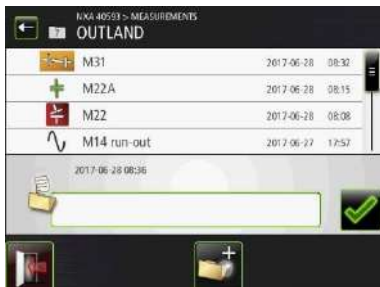 NXA 40593 > MEASUREMENTS
7 OUTLAND
M31 2017-06-28 08:32
M22A 2017-06-28 08:15
M22 2017-06-28 08:08
M14 run-out 2017-06-27 17:57
2017-06-28 08:36